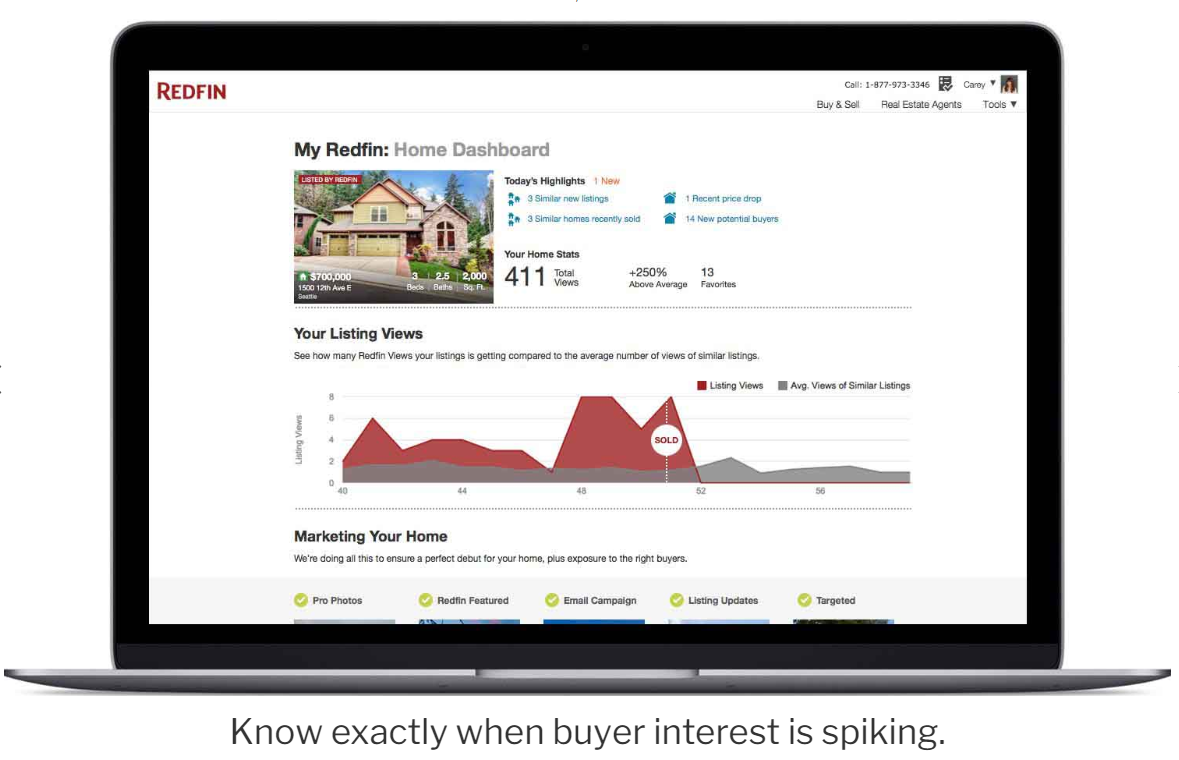 REDFIN
Call: 1-877-973-3346 Carey ▼
Buy & Sell Real Estate Agents Tools ▼
My Redfin: Home Dashboard
LISTED BY REDFIN
$700,000
1500 12th Ave E
Seattle
3 Beds
2.5 Baths
2,000 Sq. Ft.
Today's Highlights 1 New
3 Similar new listings
1 Recent price drop
3 Similar homes recently sold
14 New potential buyers
Your Home Stats
411 Total Views
+250% Above Average
13 Favorites
Your Listing Views
See how many Redfin Views your listings is getting compared to the average number of views of similar listings.
Listing Views Avg. Views of Similar Listings
Listing Views
8
6
4
2
0
SOLD
40 44 48 52 56
Marketing Your Home
We're doing all this to ensure a perfect debut for your home, plus exposure to the right buyers.
Pro Photos Redfin Featured Email Campaign Listing Updates Targeted
Know exactly when buyer interest is spiking.